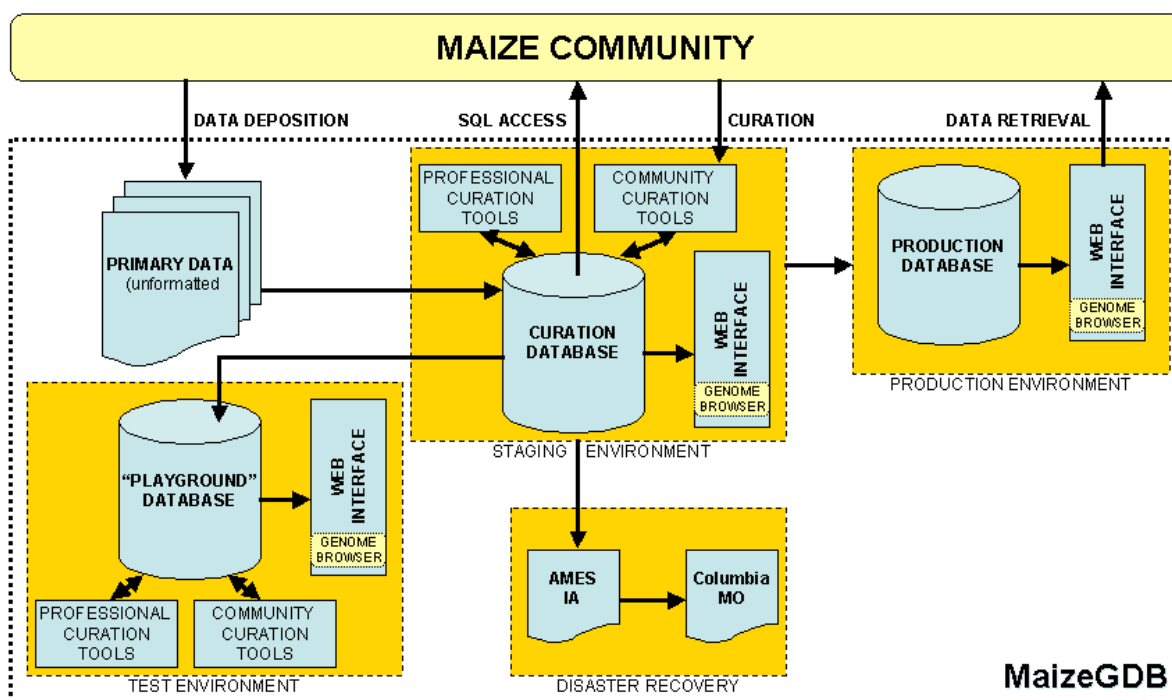 MAIZE COMMUNITY
DATA DEPOSITION
SQL ACCESS
CURATION
DATA RETRIEVAL
PROFESSIONAL
CURATION
TOOLS
COMMUNITY
CURATION
TOOLS
PRIMARY DATA
(unformatted
CURATION
DATABASE
WEB
INTERFACE
GENOME
BROWSER
STAGING ENVIRONMENT
PRODUCTION
DATABASE
WEB
INTERFACE
GENOME
BROWSER
PRODUCTION ENVIRONMENT
“PLAYGROUND”
DATABASE
WEB
INTERFACE
GENOME
BROWSER
PROFESSIONAL
CURATION
TOOLS
COMMUNITY
CURATION
TOOLS
TEST ENVIRONMENT
AMES
IA
Columbia
MO
DISASTER RECOVERY
MaizeGDB